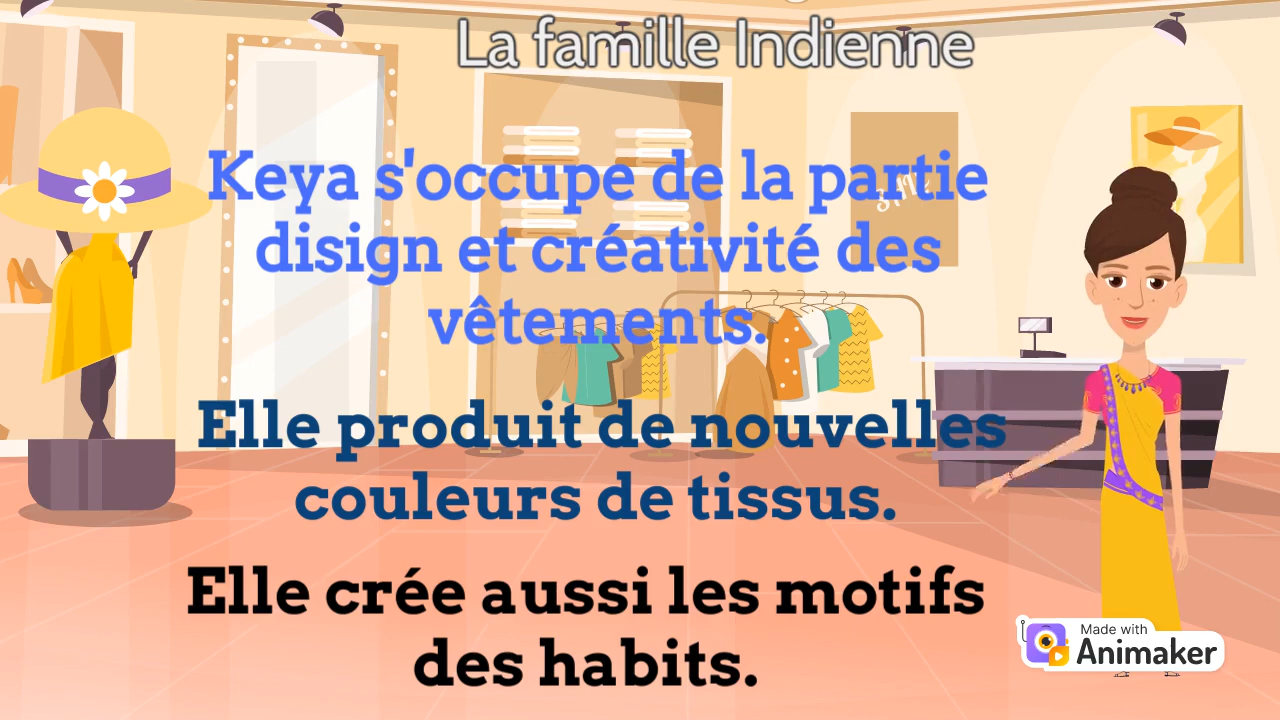 La famille Indienne
Keya s'occupe de la partie
disign et créativité des
vêtements.
Elle produit de nouvelles
couleurs de tissus.
Elle crée aussi les motifs
des habits.
Made with
Animaker